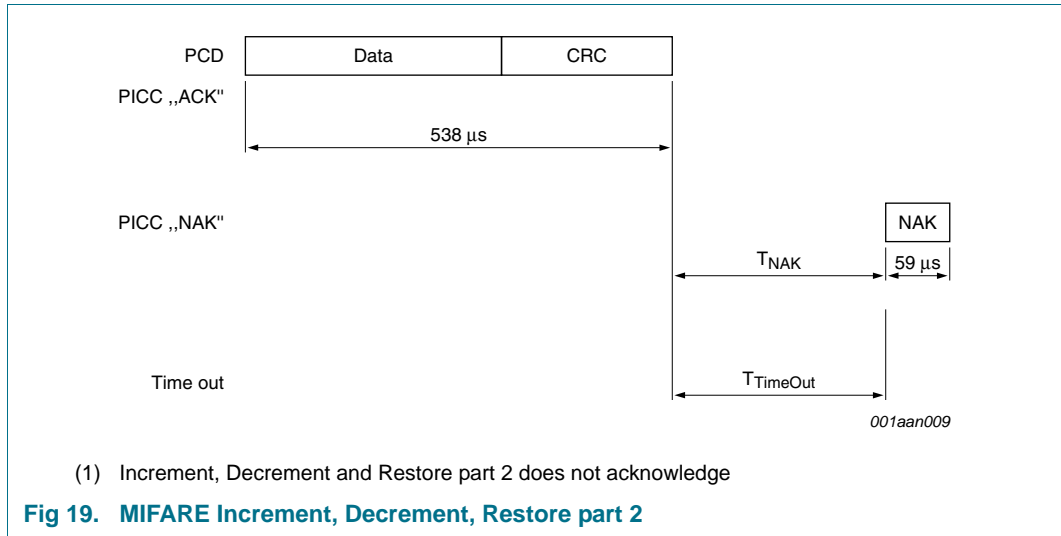 PCD Data CRC
PICC ,,ACK"
538 µs
PICC ,,NAK" NAK
TNAK 59 µs
Time out TTimeOut
001aan009
(1) Increment, Decrement and Restore part 2 does not acknowledge
Fig 19. MIFARE Increment, Decrement, Restore part 2